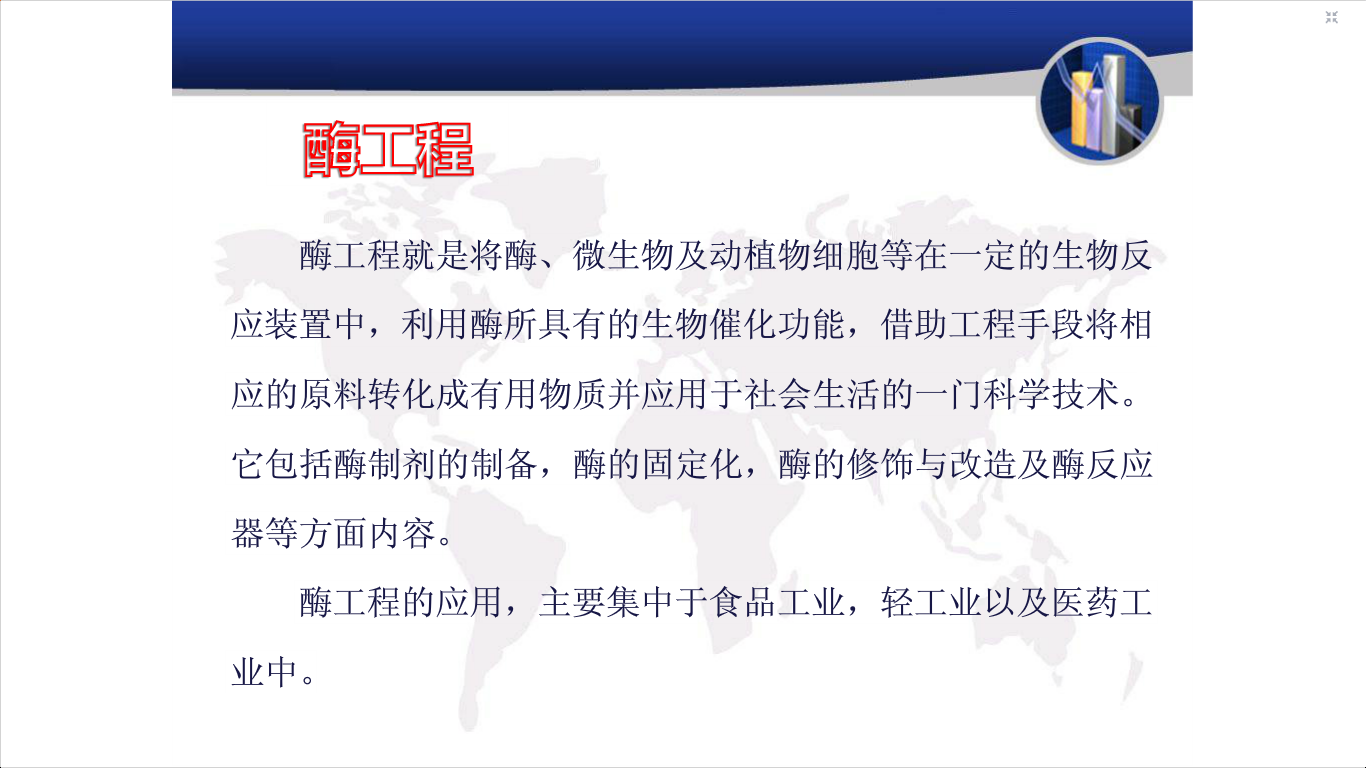 酶工程
酶工程就是将酶、微生物及动植物细胞等在一定的生物反
应装置中，利用酶所具有的生物催化功能，借助工程手段将相
应的原料转化成有用物质并应用于社会生活的一门科学技术。
它包括酶制剂的制备，酶的固定化，酶的修饰与改造及酶反应
器等方面内容。
酶工程的应用，主要集中于食品工业，轻工业以及医药工
业中。